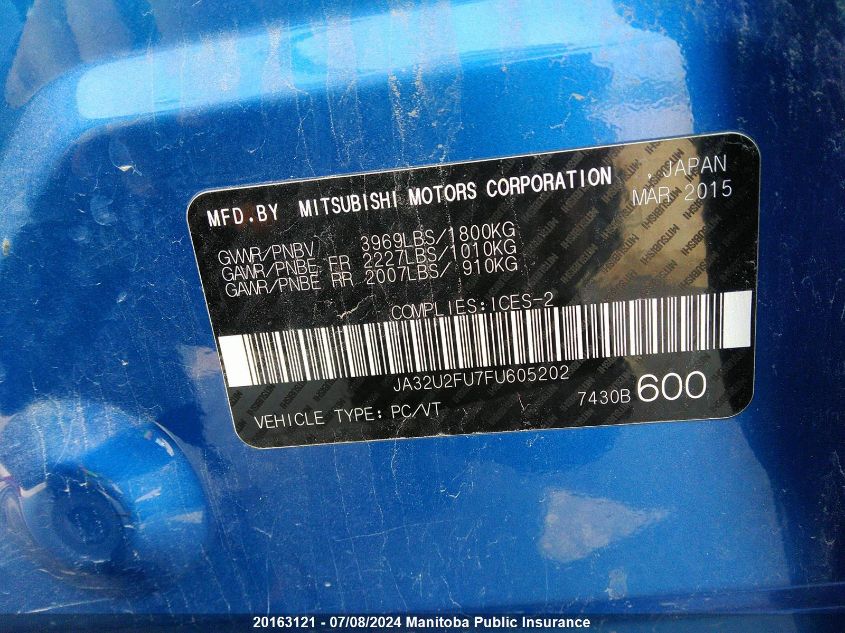 MFD.BY MITSUBISHI MOTORS CORPORATION , JAPAN
MAR 2015
GWWR/PNBV 3969LBS/1800KG
GAWR/PNBE FR 2227LBS/1010KG
GAWR/PNBE RR 2007LBS/ 910KG
COMPLIES:ICES-2
JA32U2FU7FU605202
VEHICLE TYPE: PC/VT 7430B 600
20163121 - 07/08/2024 Manitoba Public Insurance